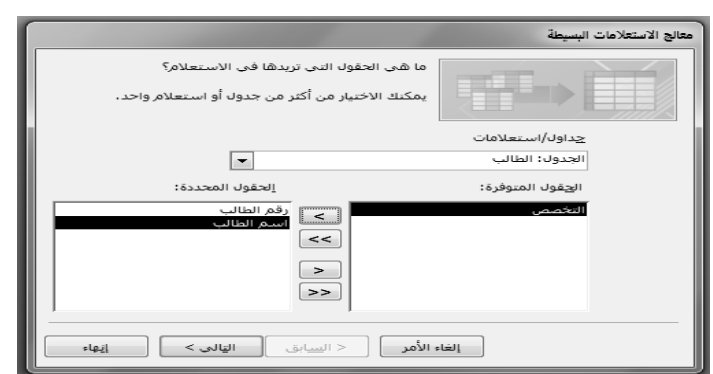 معالج الاستعلامات البسيطة
ما هي الحقول التي تريدها في الاستعلام؟
يمكنك الاختيار من أكثر من جدول أو استعلام واحد.
جداول/استعلامات
الجدول: الطالب
الحقول المتوفرة:
الحقول المحددة:
التخصص
رقم الطالب
اسم الطالب
>
>>
<
<<
إلغاء الأمر
< السابق
التالي >
إنهاء